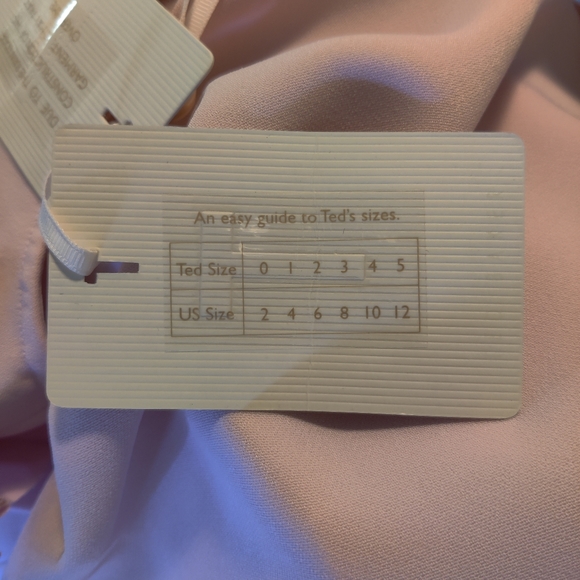 An easy guide to Ted's sizes.
Ted Size 0 1 2 3 4 5
US Size 2 4 6 8 10 12